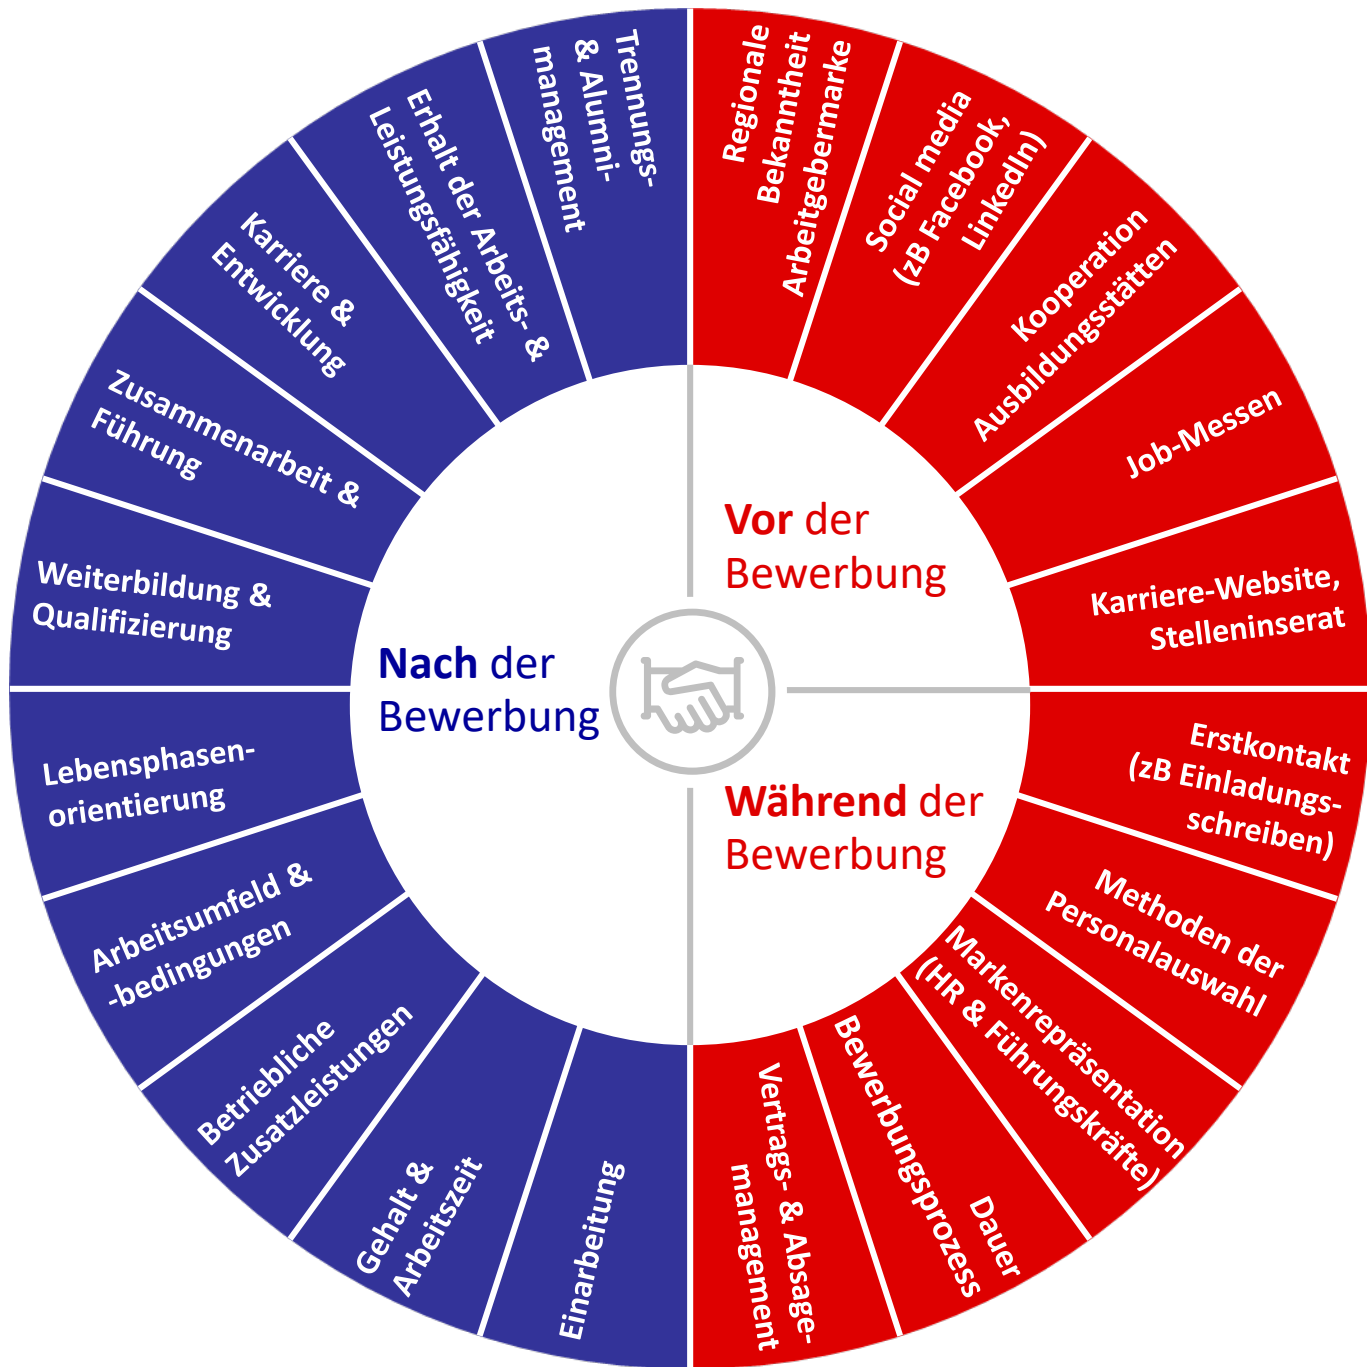 Regionale
Bekanntheit
Arbeitgebermarke
Social media
(zB Facebook,
LinkedIn)
Kooperation
Ausbildungsstätten
Job-Messen
Karriere-Website,
Stelleninserat
Erstkontakt
(zB Einladungs-
schreiben)
Methoden der
Personalauswahl
Markenrepräsentation
(HR & Führungskräfte)
Dauer
Bewerbungsprozess
Vertrags- & Absage-
management
Einarbeitung
Gehalt &
Arbeitszeit
Betriebliche
Zusatzleistungen
Arbeitsumfeld &
-bedingungen
Lebensphasen-
orientierung
Weiterbildung &
Qualifizierung
Zusammenarbeit &
Führung
Karriere &
Entwicklung
Erhalt der Arbeits- &
Leistungsfähigkeit
Trennungs-
& Alumni-
management
Vor der
Bewerbung
Während der
Bewerbung
Nach der
Bewerbung